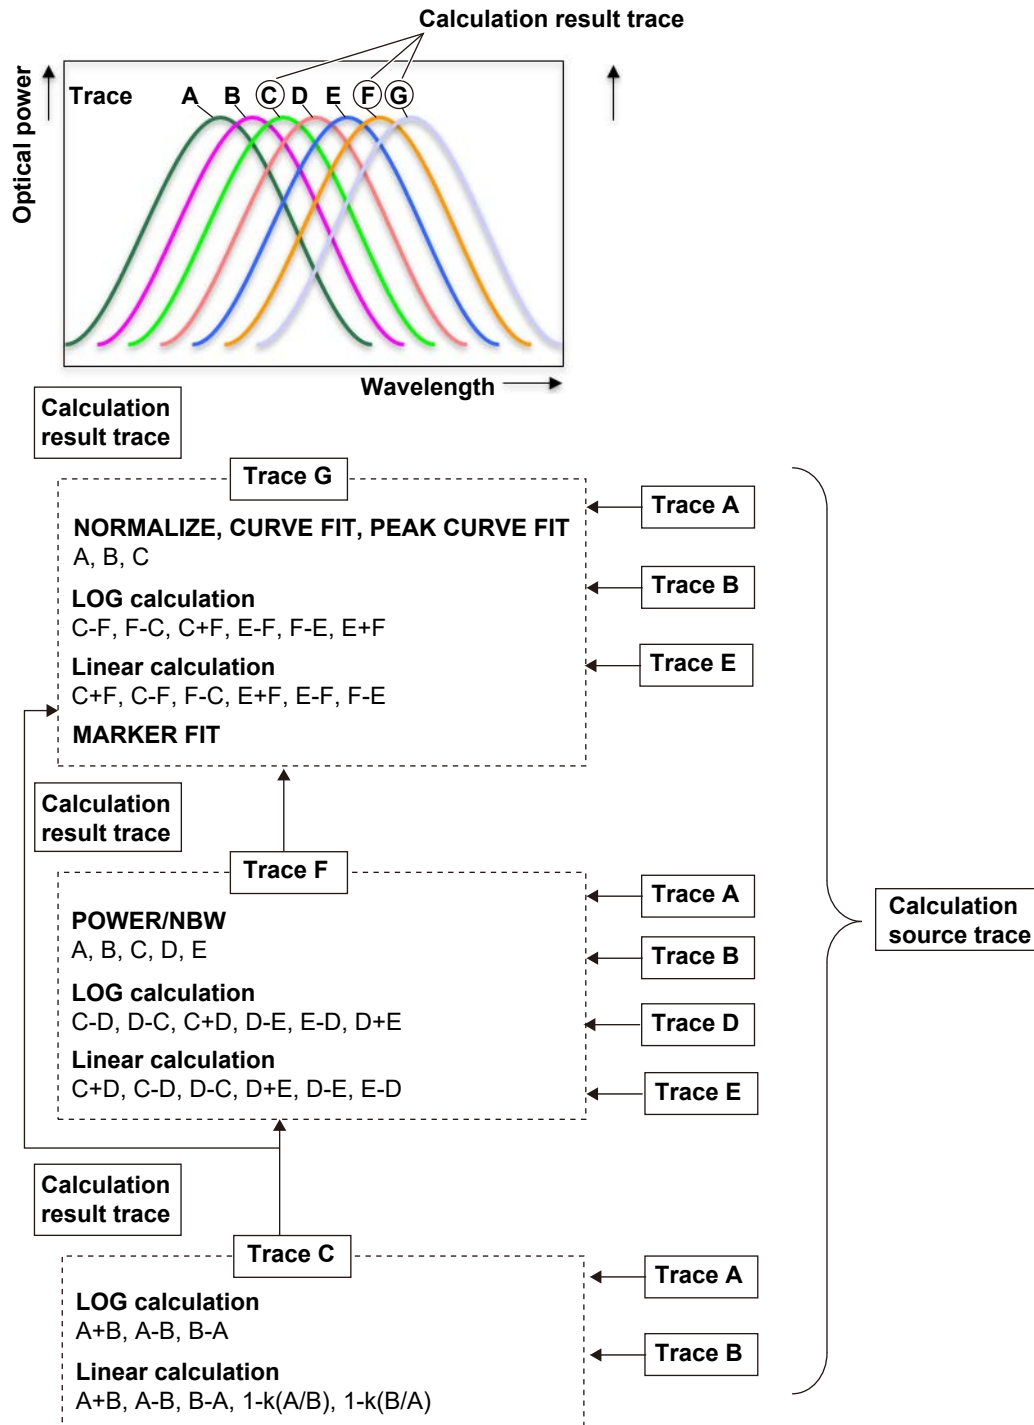 Calculation result trace
Optical power
Trace A B C D E F G
Wavelength
Calculation
result trace
Trace G
NORMALIZE, CURVE FIT, PEAK CURVE FIT
A, B, C
LOG calculation
C-F, F-C, C+F, E-F, F-E, E+F
Linear calculation
C+F, C-F, F-C, E+F, E-F, F-E
MARKER FIT
Trace A
Trace B
Trace E
Calculation
result trace
Trace F
POWER/NBW
A, B, C, D, E
LOG calculation
C-D, D-C, C+D, D-E, E-D, D+E
Linear calculation
C+D, C-D, D-C, D+E, D-E, E-D
Trace A
Trace B
Trace D
Trace E
Calculation
source trace
Calculation
result trace
Trace C
LOG calculation
A+B, A-B, B-A
Linear calculation
A+B, A-B, B-A, 1-k(A/B), 1-k(B/A)
Trace A
Trace B